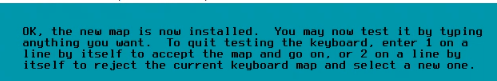 OK, the new map is now installed.  You may now test it by typing
anything you want.  To quit testing the keyboard, enter 1 on a
line by itself to accept the map and go on, or 2 on a line by
itself to reject the current keyboard map and select a new one.